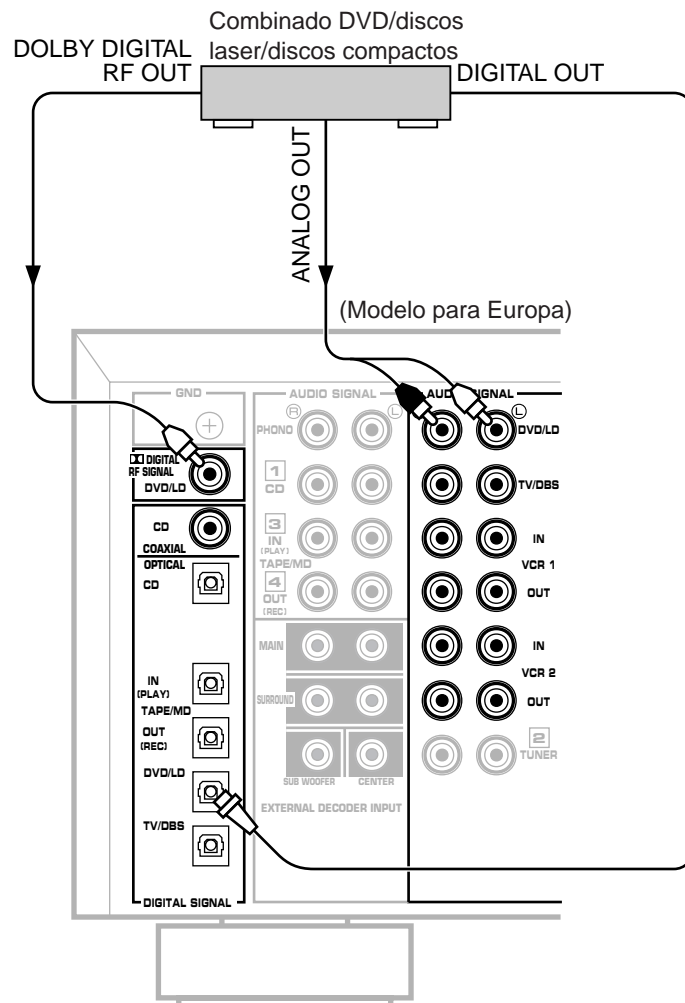 Combinado DVD/discos
laser/discos compactos
DOLBY DIGITAL
RF OUT
DIGITAL OUT
ANALOG OUT
(Modelo para Europa)
GND
DIGITAL
RF SIGNAL
DVD/LD
CD
COAXIAL
OPTICAL
CD
IN
(PLAY)
TAPE/MD
OUT
(REC)
DVD/LD
TV/DBS
DIGITAL SIGNAL
AUDIO SIGNAL
R
L
PHONO
1
CD
3
IN
(PLAY)
TAPE/MD
4
OUT
(REC)
MAIN
SURROUND
SUB WOOFER
CENTER
EXTERNAL DECODER INPUT
AUDIO SIGNAL
L
DVD/LD
TV/DBS
IN
VCR 1
OUT
IN
VCR 2
OUT
2
TUNER